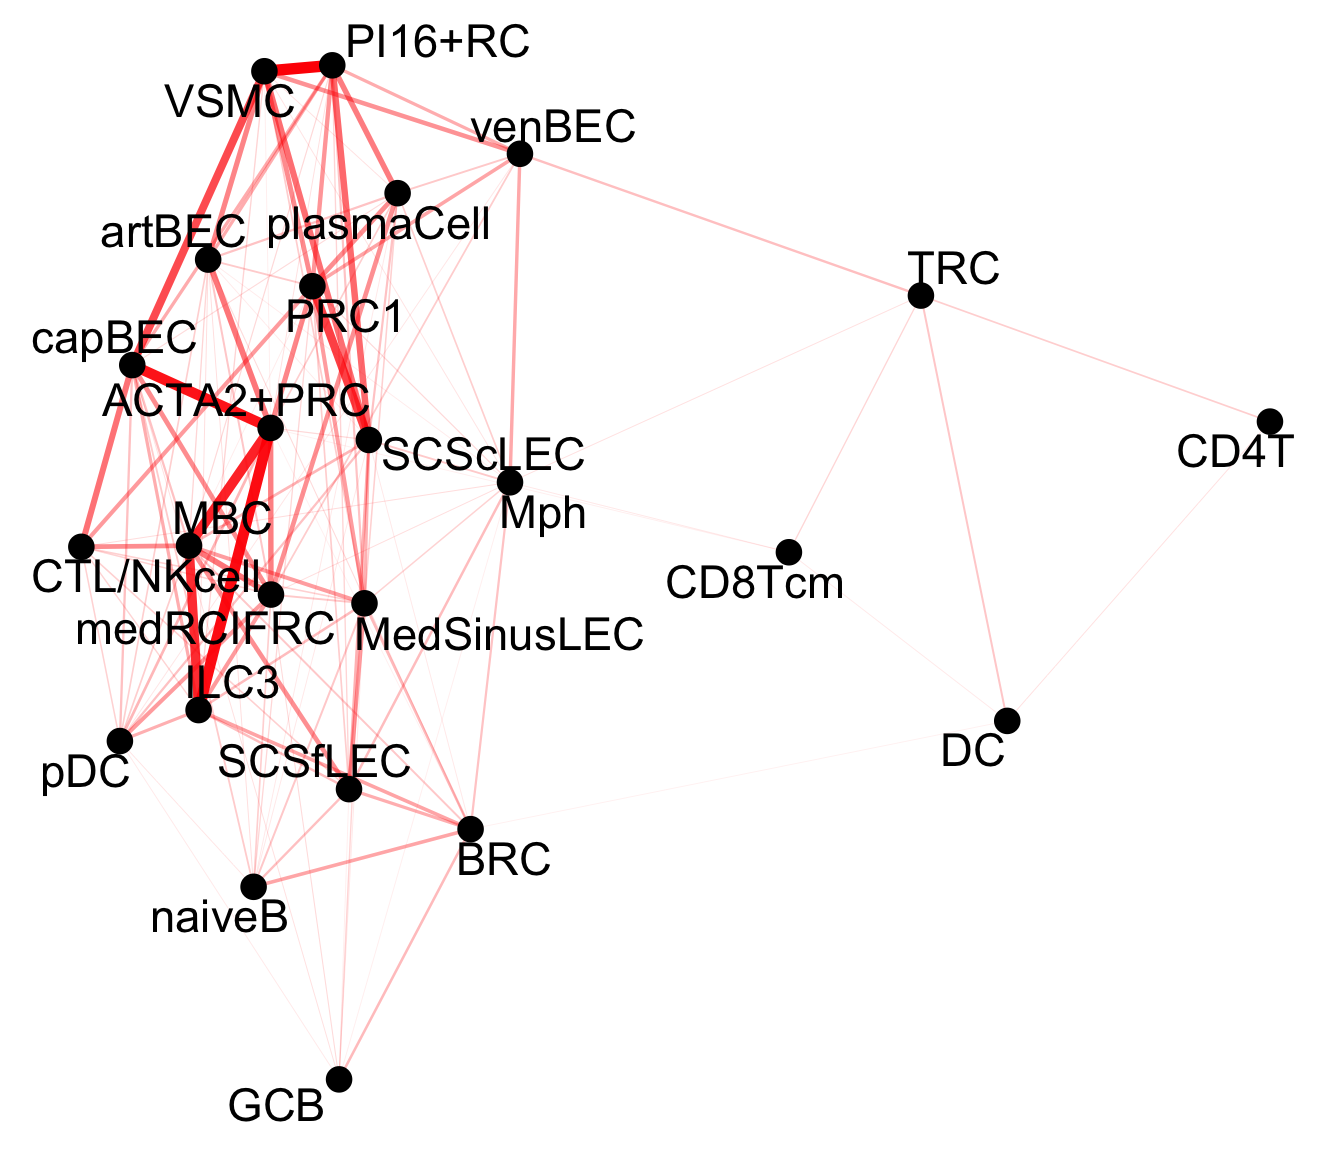 PI16+RC
VSMC
venBEC
artBEC
plasmaCell
TRC
PRC1
capBEC
ACTA2+PRC
SCScLEC
CD4T
Mph
MBC
CTL/NKcell
CD8Tcm
medRCIFRC
MedSinusLEC
ILC3
SCSfLEC
pDC
DC
BRC
naiveB
GCB